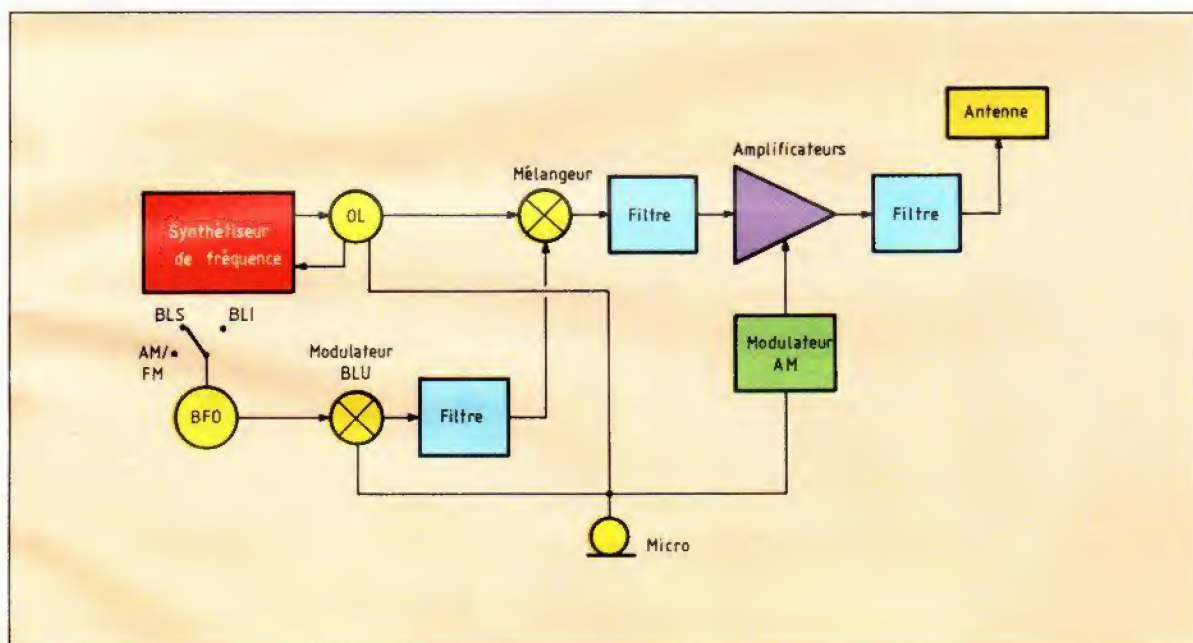 Antenne
Amplificateurs
Mélangeur
OL
Filtre
Filtre
Synthétiseur
de fréquence
BLS
BLI
AM/
FM
Modulateur
BLU
Modulateur
AM
BFO
Filtre
Micro